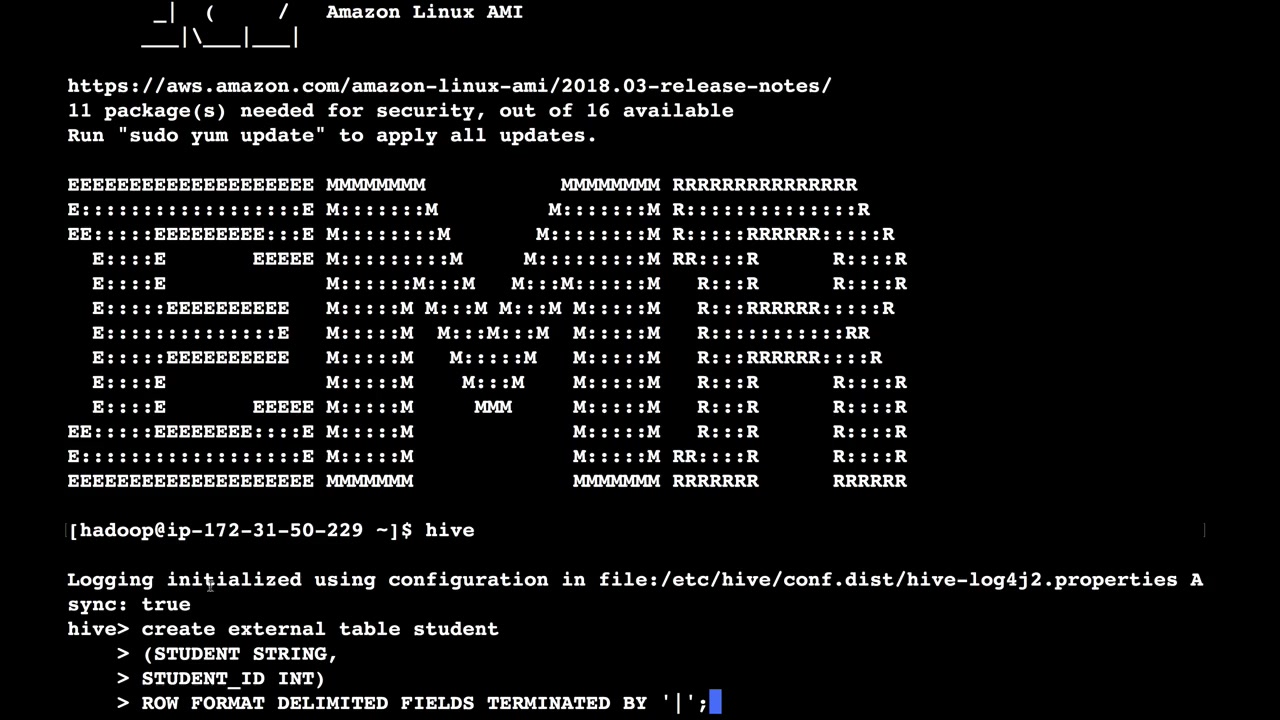 _|  (     /   Amazon Linux AMI
___|\___|___|
https://aws.amazon.com/amazon-linux-ami/2018.03-release-notes/
11 package(s) needed for security, out of 16 available
Run "sudo yum update" to apply all updates.
EEEEEEEEEEEEEEEEEEEE MMMMMMMM           MMMMMMMM RRRRRRRRRRRRRRR
E::::::::::::::::::E M:::::::M         M:::::::M R::::::::::::::R
EE:::::EEEEEEEEE:::E M::::::::M       M::::::::M R:::::RRRRRR:::::R
  E::::E       EEEEE M:::::::::M     M:::::::::M RR::::R      R::::R
  E::::E             M::::::M:::M   M:::M::::::M   R:::R      R::::R
  E:::::EEEEEEEEEE   M:::::M M:::M M:::M M:::::M   R:::RRRRRR:::::R
  E::::::::::::::E   M:::::M  M:::M:::M  M:::::M   R:::::::::::RR
  E:::::EEEEEEEEEE   M:::::M   M:::::M   M:::::M   R:::RRRRRR::::R
  E::::E             M:::::M    M:::M    M:::::M   R:::R      R::::R
  E::::E       EEEEE M:::::M     MMM     M:::::M   R:::R      R::::R
EE:::::EEEEEEEE::::E M:::::M             M:::::M   R:::R      R::::R
E::::::::::::::::::E M:::::M             M:::::M RR::::R      R::::R
EEEEEEEEEEEEEEEEEEEE MMMMMMM             MMMMMMM RRRRRRR      RRRRRR
[hadoop@ip-172-31-50-229 ~]$ hive
Logging initialized using configuration in file:/etc/hive/conf.dist/hive-log4j2.properties A
sync: true
hive> create external table student
    > (STUDENT STRING,
    > STUDENT_ID INT)
    > ROW FORMAT DELIMITED FIELDS TERMINATED BY '|';